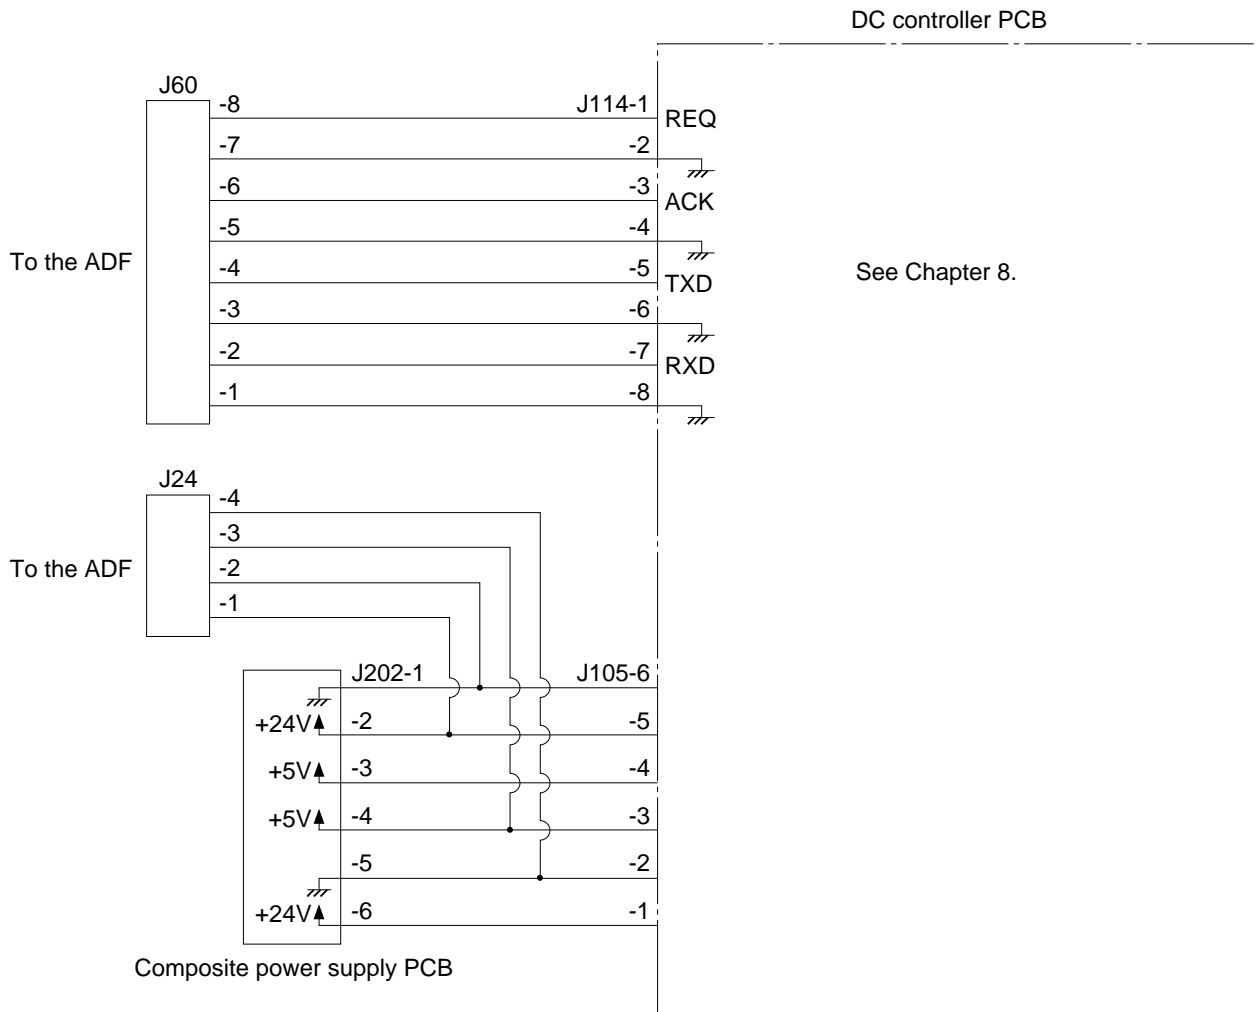 DC controller PCB
J60
-8 J114-1 REQ
-7 -2
-6 -3 ACK
-5 -4
To the ADF
-4 -5 TXD
See Chapter 8.
-3 -6
-2 -7 RXD
-1 -8
J24
-4
-3
To the ADF
-2
-1
J202-1 J105-6
+24V -2 -5
+5V -3 -4
+5V -4 -3
-5 -2
+24V -6 -1
Composite power supply PCB